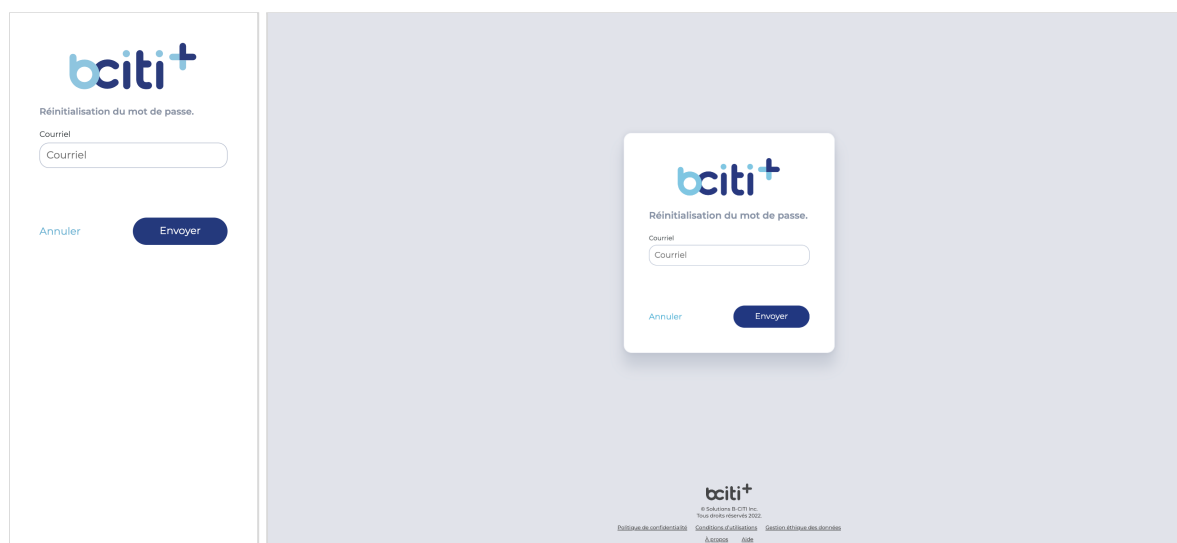 bciti+
Réinitialisation du mot de passe.
Courriel
Courriel
Annuler Envoyer
bciti+
Réinitialisation du mot de passe.
Courriel
Courriel
Annuler Envoyer
bciti+
© Solutions B-CITI Inc.
Tous droits réservés 2022.
Politique de confidentialité Conditions d'utilisations Gestion éthique des données
À propos Aide